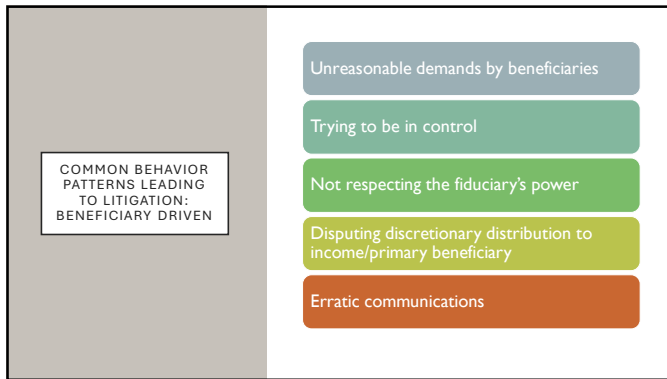 COMMON BEHAVIOR
PATTERNS LEADING
TO LITIGATION:
BENEFICIARY DRIVEN
Unreasonable demands by beneficiaries
Trying to be in control
Not respecting the fiduciary’s power
Disputing discretionary distribution to
income/primary beneficiary
Erratic communications